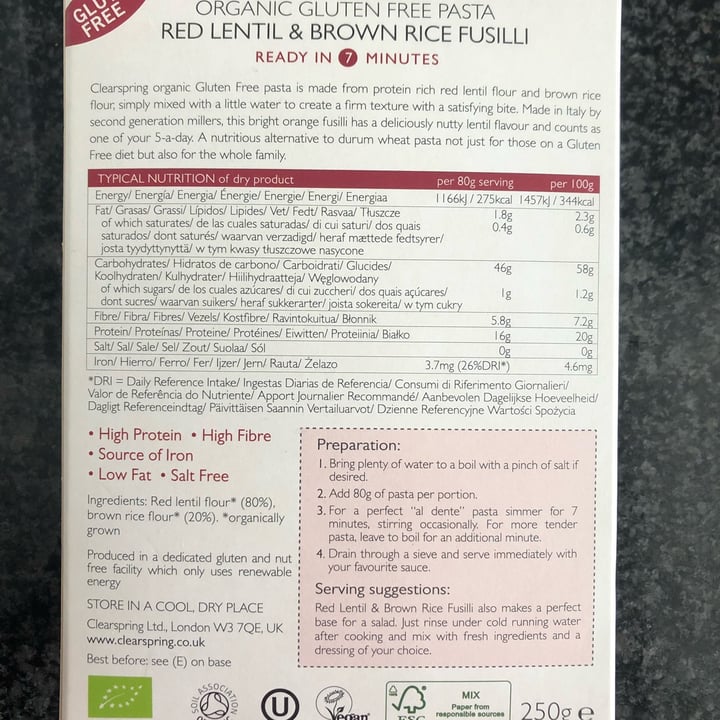 GLUTEN
FREE
ORGANIC GLUTEN FREE PASTA
RED LENTIL & BROWN RICE FUSILLI
READY IN 7 MINUTES
Clearspring organic Gluten Free pasta is made from protein rich red lentil flour and brown rice
flour, simply mixed with a little water to create a firm texture with a satisfying bite. Made in Italy by
second generation millers, this bright orange fusilli has a deliciously nutty lentil flavour and counts as
one of your 5-a-day. A nutritious alternative to durum wheat pasta not just for those on a Gluten
Free diet but also for the whole family.
TYPICAL NUTRITION of dry product per 80g serving per 100g
Energy/ Energía/ Energia/ Énergie/ Energie/ Energi/ Energiaa 1166kJ / 275kcal 1457kJ / 344kcal
Fat/ Grasas/ Grassi/ Lípidos/ Lipides/ Vet/ Fedt/ Rasvaa/ Tłuszcze 1.8g 2.3g
of which saturates/ de las cuales saturadas/ di cui saturi/ dos quais 0.4g 0.6g
saturados/ dont saturés/ waarvan verzadigd/ heraf mættede fedtsyrer/
josta tyydyttynyttä/ w tym kwasy tłuszczowe nasycone
Carbohydrates/ Hidratos de carbono/ Carboidrati/ Glucides/ 46g 58g
Koolhydraten/ Kulhydrater/ Hiilihydraatteja/ Węglowodany
of which sugars/ de los cuales azúcares/ di cui zuccheri/ dos quais açúcares/ 1g 1.2g
dont sucres/ waarvan suikers/ heraf sukkerarter/ joista sokereita/ w tym cukry
Fibre/ Fibra/ Fibres/ Vezels/ Kostfibre/ Ravintokuitua/ Błonnik 5.8g 7.2g
Protein/ Proteínas/ Proteine/ Protéines/ Eiwitten/ Proteiinia/ Białko 16g 20g
Salt/ Sal/ Sale/ Sel/ Zout/ Suolaa/ Sól 0g 0g
Iron/ Hierro/ Ferro/ Fer/ Ijzer/ Jern/ Rauta/ Żelazo 3.7mg (26%DRI*) 4.6mg
*DRI = Daily Reference Intake/ Ingestas Diarias de Referencia/ Consumi di Riferimento Giornalieri/
Valor de Referência do Nutriente/ Apport Journalier Recommandé/ Aanbevolen Dagelijkse Hoeveelheid/
Dagligt Referenceindtag/ Päivittäisen Saannin Vertailuarvot/ Dzienne Referencyjne Wartości Spożycia
• High Protein • High Fibre
• Source of Iron
• Low Fat • Salt Free
Ingredients: Red lentil flour* (80%),
brown rice flour* (20%). *organically
grown
Produced in a dedicated gluten and nut
free facility which only uses renewable
energy
STORE IN A COOL, DRY PLACE
Clearspring Ltd., London W3 7QE, UK
www.clearspring.co.uk
Best before: see (E) on base
Preparation:
1. Bring plenty of water to a boil with a pinch of salt if
desired.
2. Add 80g of pasta per portion.
3. For a perfect "al dente" pasta simmer for 7
minutes, stirring occasionally. For more tender
pasta, leave to boil for an additional minute.
4. Drain through a sieve and serve immediately with
your favourite sauce.
Serving suggestions:
Red Lentil & Brown Rice Fusilli also makes a perfect
base for a salad. Just rinse under cold running water
after cooking and mix with fresh ingredients and a
dressing of your choice.
SOIL ASSOCIATION
U
Vegan
FSC
MIX
Paper from
responsible sources
250g e